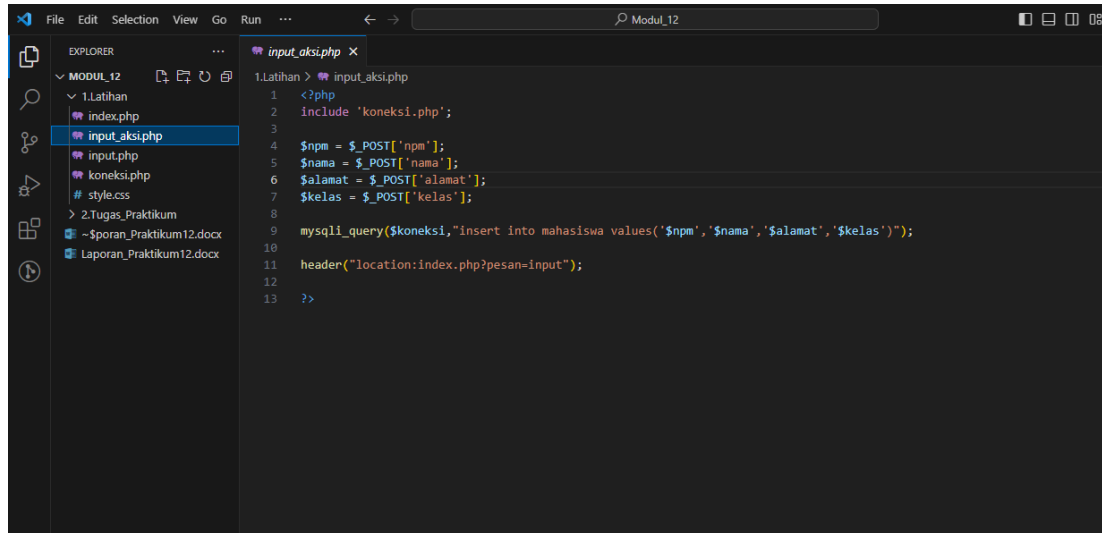 File Edit Selection View Go Run ··· Modul_12
EXPLORER ···
MODUL_12
1.Latihan
index.php
input_aksi.php
input.php
koneksi.php
# style.css
2.Tugas_Praktikum
~$poran_Praktikum12.docx
Laporan_Praktikum12.docx
input_aksi.php
1.Latihan > input_aksi.php
1 <?php
2 include 'koneksi.php';
3
4 $npm = $_POST['npm'];
5 $nama = $_POST['nama'];
6 $alamat = $_POST['alamat'];
7 $kelas = $_POST['kelas'];
8
9 mysqli_query($koneksi,"insert into mahasiswa values('$npm','$nama','$alamat','$kelas')");
10
11 header("location:index.php?pesan=input");
12
13 ?>